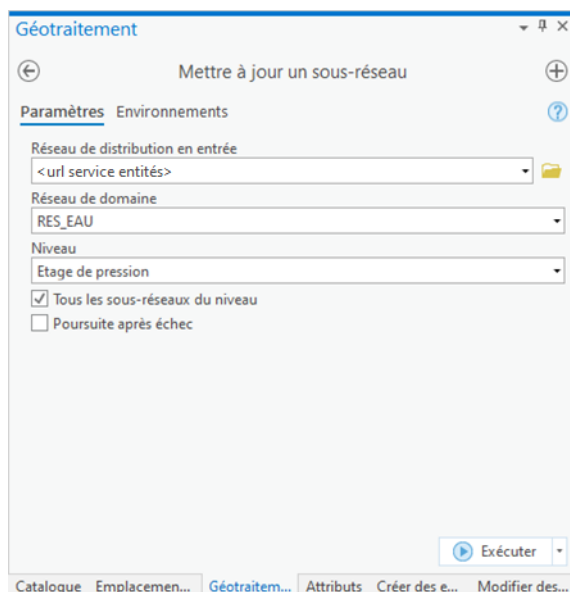 Géotraitement
Mettre à jour un sous-réseau
Paramètres Environnements
?
Réseau de distribution en entrée
<url service entités>
Réseau de domaine
RES_EAU
Niveau
Etage de pression
Tous les sous-réseaux du niveau
Poursuite après échec
Exécuter
Catalogue Emplacemen... Géotraitem... Attributs Créer des e... Modifier des...